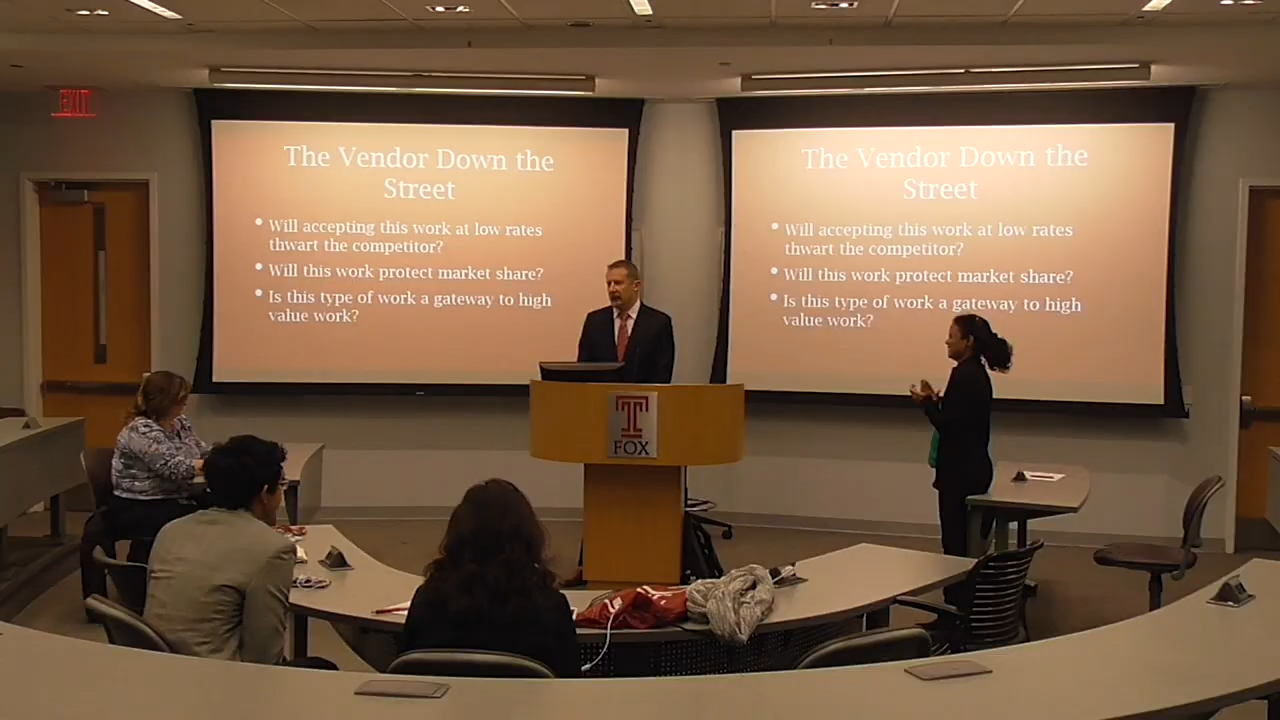 EXIT
The Vendor Down the
Street
• Will accepting this work at low rates
thwart the competitor?
• Will this work protect market share?
• Is this type of work a gateway to high
value work?
The Vendor Down the
Street
• Will accepting this work at low rates
thwart the competitor?
• Will this work protect market share?
• Is this type of work a gateway to high
value work?
T
FOX